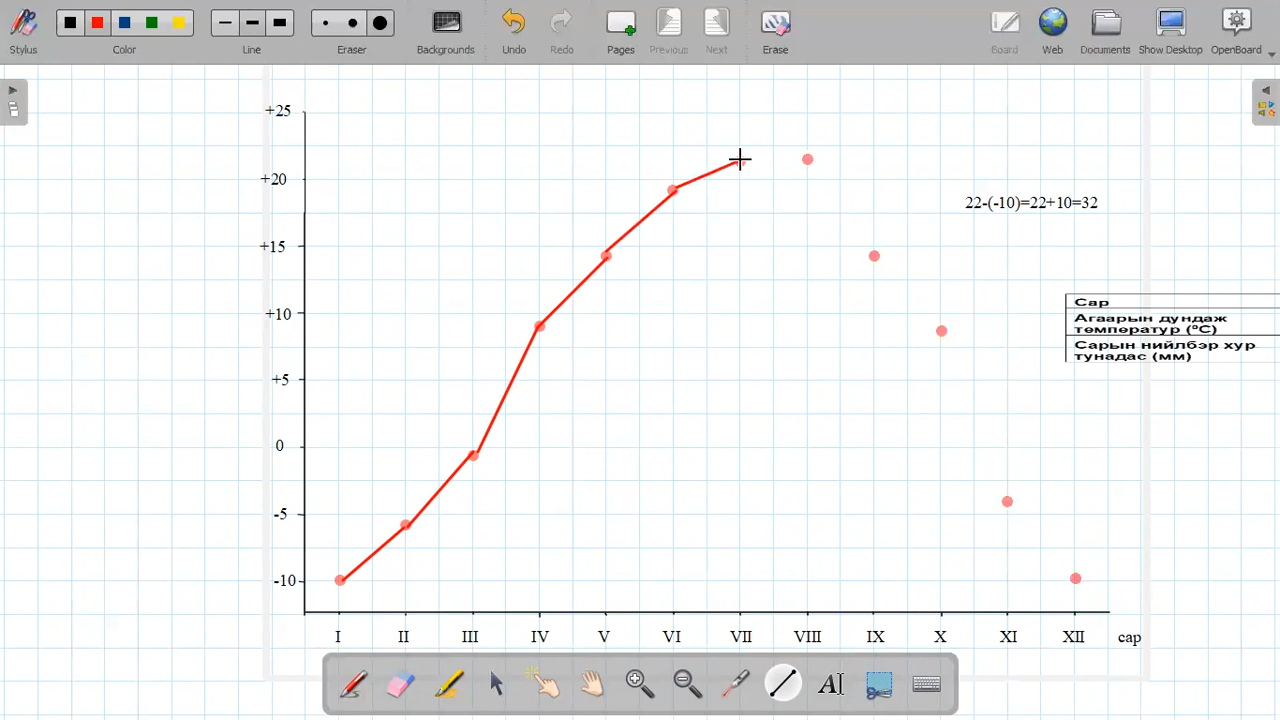 Stylus
Color
Line
Eraser
Backgrounds
Undo
Redo
Pages
Previous
Next
Erase
Board
Web
Documents
Show Desktop
OpenBoard
+25
+20
+15
+10
+5
0
-5
-10
22-(-10)=22+10=32
Сар
Агаарын дундаж
температур (°C)
Сарын нийлбэр хур
тунадас (мм)
I II III IV V VI VII VIII IX X XI XII сар